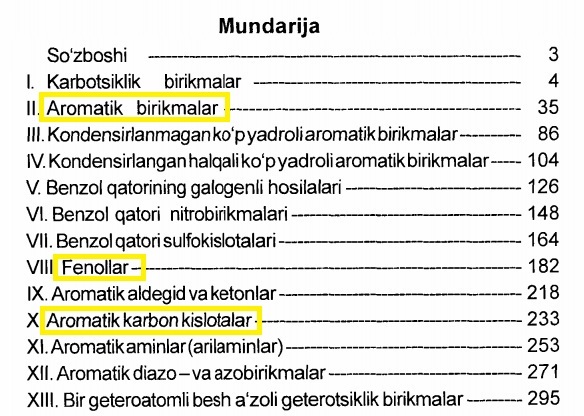 Mundarija
So‘zboshi ---------------------------------------- 3
I. Karbotsiklik birikmalar ---------------------------------------- 4
II. Aromatik birikmalar ---------------------------------------- 35
III. Kondensirlanmagan ko‘p yadroli aromatik birikmalar ---------- 86
IV. Kondensirlangan halqali ko‘p yadroli aromatik birikmalar ----- 104
V. Benzol qatorining galogenli hosilalari -------------------- 126
VI. Benzol qatori nitrobirikmalari ------------------------- 148
VII. Benzol qatori sulfokislotalari -------------------------- 164
VIII Fenollar ---------------------------------------- 182
IX. Aromatik aldegid va ketonlar -------------------------- 218
X Aromatik karbon kislotalar ---------------------------- 233
XI. Aromatik aminlar (arilaminlar) ------------------------- 253
XII. Aromatik diazo – va azobirikmalar -------------------- 271
XIII. Bir geteroatomli besh a’zoli geterotsiklik birikmalar ------- 295